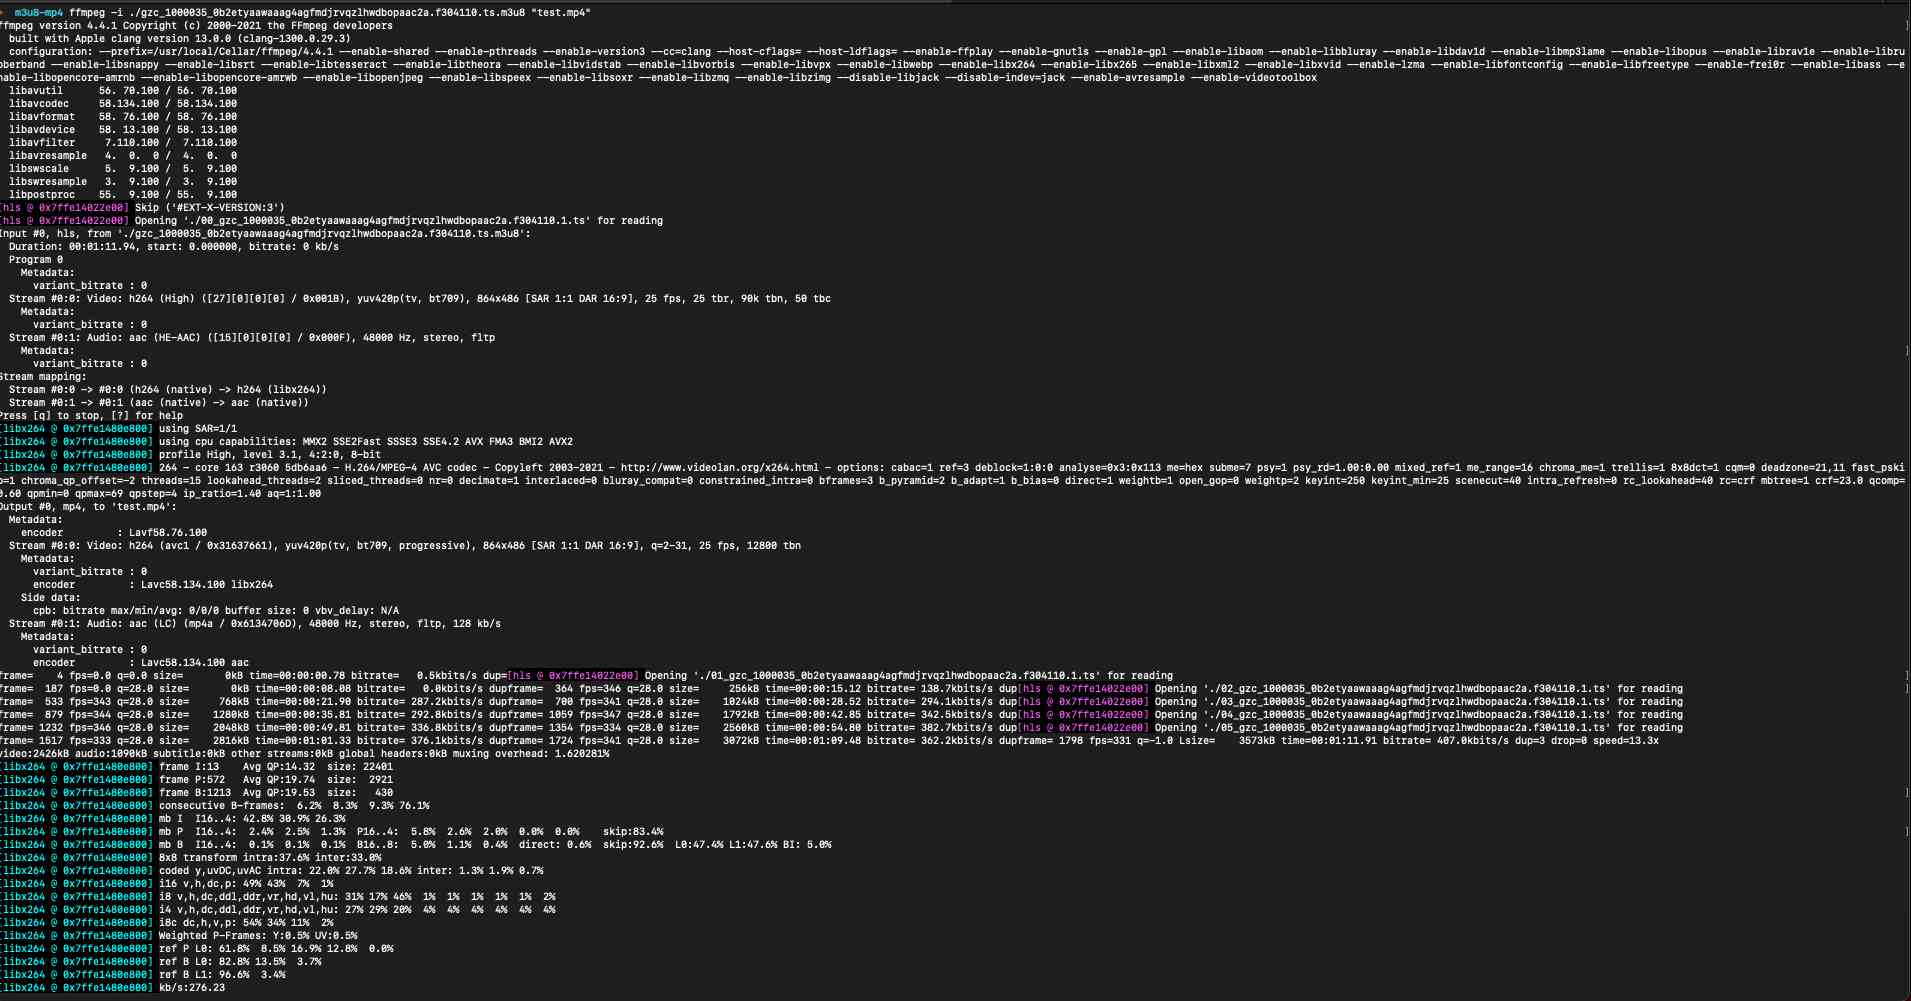 m3u8-mp4 ffmpeg -i ./gzc_1000035_0b2etyaawaaag4agfmdjrvqzlhwdbopaac2a.f304110.ts.m3u8 "test.mp4"
ffmpeg version 4.4.1 Copyright (c) 2000-2021 the FFmpeg developers
built with Apple clang version 13.0.0 (clang-1300.0.29.3)
configuration: --prefix=/usr/local/Cellar/ffmpeg/4.4.1 --enable-shared --enable-pthreads --enable-version3 --cc=clang --host-cflags= --host-ldflags= --enable-ffplay --enable-gnutls --enable-gpl --enable-libaom --enable-libbluray --enable-libdav1d --enable-libmp3lame --enable-libopus --enable-librav1e --enable-libru
berband --enable-libsnappy --enable-libsrt --enable-libtesseract --enable-libtheora --enable-libvidstab --enable-libvorbis --enable-libvpx --enable-libwebp --enable-libx264 --enable-libx265 --enable-libxml2 --enable-libxvid --enable-lzma --enable-libfontconfig --enable-libfreetype --enable-frei0r --enable-libass --e
nable-libopencore-amrnb --enable-libopencore-amrwb --enable-libopenjpeg --enable-libspeex --enable-libsoxr --enable-libzmq --enable-libzimg --disable-libjack --disable-indev=jack --enable-avresample --enable-videotoolbox
libavutil 56. 70.100 / 56. 70.100
libavcodec 58.134.100 / 58.134.100
libavformat 58. 76.100 / 58. 76.100
libavdevice 58. 13.100 / 58. 13.100
libavfilter 7.110.100 / 7.110.100
libavresample 4. 0. 0 / 4. 0. 0
libswscale 5. 9.100 / 5. 9.100
libswresample 3. 9.100 / 3. 9.100
libpostproc 55. 9.100 / 55. 9.100
[hls @ 0x7ffe14022e00] Skip ('#EXT-X-VERSION:3')
[hls @ 0x7ffe14022e00] Opening './00_gzc_1000035_0b2etyaawaaag4agfmdjrvqzlhwdbopaac2a.f304110.1.ts' for reading
Input #0, hls, from './gzc_1000035_0b2etyaawaaag4agfmdjrvqzlhwdbopaac2a.f304110.ts.m3u8':
Duration: 00:01:11.94, start: 0.000000, bitrate: 0 kb/s
Program 0
Metadata:
variant_bitrate : 0
Stream #0:0: Video: h264 (High) ([27][0][0][0] / 0x001B), yuv420p(tv, bt709), 864x486 [SAR 1:1 DAR 16:9], 25 fps, 25 tbr, 90k tbn, 50 tbc
Metadata:
variant_bitrate : 0
Stream #0:1: Audio: aac (HE-AAC) ([15][0][0][0] / 0x000F), 48000 Hz, stereo, fltp
Metadata:
variant_bitrate : 0
Stream mapping:
Stream #0:0 -> #0:0 (h264 (native) -> h264 (libx264))
Stream #0:1 -> #0:1 (aac (native) -> aac (native))
Press [q] to stop, [?] for help
[libx264 @ 0x7ffe1480e800] using SAR=1/1
[libx264 @ 0x7ffe1480e800] using cpu capabilities: MMX2 SSE2Fast SSSE3 SSE4.2 AVX FMA3 BMI2 AVX2
[libx264 @ 0x7ffe1480e800] profile High, level 3.1, 4:2:0, 8-bit
[libx264 @ 0x7ffe1480e800] 264 - core 163 r3060 5db6aa6 - H.264/MPEG-4 AVC codec - Copyleft 2003-2021 - http://www.videolan.org/x264.html - options: cabac=1 ref=3 deblock=1:0:0 analyse=0x3:0x113 me=hex subme=7 psy=1 psy_rd=1.00:0.00 mixed_ref=1 me_range=16 chroma_me=1 trellis=1 8x8dct=1 cqm=0 deadzone=21,11 fast_pski
p=1 chroma_qp_offset=-2 threads=15 lookahead_threads=2 sliced_threads=0 nr=0 decimate=1 interlaced=0 bluray_compat=0 constrained_intra=0 bframes=3 b_pyramid=2 b_adapt=1 b_bias=0 direct=1 weightb=1 open_gop=0 weightp=2 keyint=250 keyint_min=25 scenecut=40 intra_refresh=0 rc_lookahead=40 rc=crf mbtree=1 crf=23.0 qcomp=
0.60 qpmin=0 qpmax=69 qpstep=4 ip_ratio=1.40 aq=1:1.00
Output #0, mp4, to 'test.mp4':
Metadata:
encoder : Lavf58.76.100
Stream #0:0: Video: h264 (avc1 / 0x31637661), yuv420p(tv, bt709, progressive), 864x486 [SAR 1:1 DAR 16:9], q=2-31, 25 fps, 12800 tbn
Metadata:
variant_bitrate : 0
encoder : Lavc58.134.100 libx264
Side data:
cpb: bitrate max/min/avg: 0/0/0 buffer size: 0 vbv_delay: N/A
Stream #0:1: Audio: aac (LC) (mp4a / 0x6134706D), 48000 Hz, stereo, fltp, 128 kb/s
Metadata:
variant_bitrate : 0
encoder : Lavc58.134.100 aac
frame= 4 fps=0.0 q=0.0 size= 0kB time=00:00:00.78 bitrate= 0.5kbits/s dup=[hls @ 0x7ffe14022e00] Opening './01_gzc_1000035_0b2etyaawaaag4agfmdjrvqzlhwdbopaac2a.f304110.1.ts' for reading
frame= 187 fps=0.0 q=28.0 size= 0kB time=00:00:08.08 bitrate= 0.0kbits/s dupframe= 364 fps=346 q=28.0 size= 256kB time=00:00:15.12 bitrate= 138.7kbits/s dup[hls @ 0x7ffe14022e00] Opening './02_gzc_1000035_0b2etyaawaaag4agfmdjrvqzlhwdbopaac2a.f304110.1.ts' for reading
frame= 533 fps=343 q=28.0 size= 768kB time=00:00:21.90 bitrate= 287.2kbits/s dupframe= 700 fps=341 q=28.0 size= 1024kB time=00:00:28.52 bitrate= 294.1kbits/s dup[hls @ 0x7ffe14022e00] Opening './03_gzc_1000035_0b2etyaawaaag4agfmdjrvqzlhwdbopaac2a.f304110.1.ts' for reading
frame= 879 fps=344 q=28.0 size= 1280kB time=00:00:35.81 bitrate= 292.8kbits/s dupframe= 1059 fps=347 q=28.0 size= 1792kB time=00:00:42.85 bitrate= 342.5kbits/s dup[hls @ 0x7ffe14022e00] Opening './04_gzc_1000035_0b2etyaawaaag4agfmdjrvqzlhwdbopaac2a.f304110.1.ts' for reading
frame= 1232 fps=346 q=28.0 size= 2048kB time=00:00:49.81 bitrate= 336.8kbits/s dupframe= 1354 fps=334 q=28.0 size= 2560kB time=00:00:54.80 bitrate= 382.7kbits/s dup[hls @ 0x7ffe14022e00] Opening './05_gzc_1000035_0b2etyaawaaag4agfmdjrvqzlhwdbopaac2a.f304110.1.ts' for reading
frame= 1517 fps=333 q=28.0 size= 2816kB time=00:01:01.33 bitrate= 376.1kbits/s dupframe= 1724 fps=341 q=28.0 size= 3072kB time=00:01:09.48 bitrate= 362.2kbits/s dupframe= 1798 fps=331 q=-1.0 Lsize= 3573kB time=00:01:11.91 bitrate= 407.0kbits/s dup=3 drop=0 speed=13.3x
video:2426kB audio:1090kB subtitle:0kB other streams:0kB global headers:0kB muxing overhead: 1.620281%
[libx264 @ 0x7ffe1480e800] frame I:13 Avg QP:14.32 size: 22401
[libx264 @ 0x7ffe1480e800] frame P:572 Avg QP:19.74 size: 2921
[libx264 @ 0x7ffe1480e800] frame B:1213 Avg QP:19.53 size: 430
[libx264 @ 0x7ffe1480e800] consecutive B-frames: 6.2% 8.3% 9.3% 76.1%
[libx264 @ 0x7ffe1480e800] mb I I16..4: 42.8% 30.9% 26.3%
[libx264 @ 0x7ffe1480e800] mb P I16..4: 2.4% 2.5% 1.3% P16..4: 5.8% 2.6% 2.0% 0.0% 0.0% skip:83.4%
[libx264 @ 0x7ffe1480e800] mb B I16..4: 0.1% 0.1% 0.1% B16..8: 5.0% 1.1% 0.4% direct: 0.6% skip:92.6% L0:47.4% L1:47.6% BI: 5.0%
[libx264 @ 0x7ffe1480e800] 8x8 transform intra:37.6% inter:33.0%
[libx264 @ 0x7ffe1480e800] coded y,uvDC,uvAC intra: 22.0% 27.7% 18.6% inter: 1.3% 1.9% 0.7%
[libx264 @ 0x7ffe1480e800] i16 v,h,dc,p: 49% 43% 7% 1%
[libx264 @ 0x7ffe1480e800] i8 v,h,dc,ddl,ddr,vr,hd,vl,hu: 31% 17% 46% 1% 1% 1% 1% 1% 2%
[libx264 @ 0x7ffe1480e800] i4 v,h,dc,ddl,ddr,vr,hd,vl,hu: 27% 29% 20% 4% 4% 4% 4% 4% 4%
[libx264 @ 0x7ffe1480e800] i8c dc,h,v,p: 54% 34% 11% 2%
[libx264 @ 0x7ffe1480e800] Weighted P-Frames: Y:0.5% UV:0.5%
[libx264 @ 0x7ffe1480e800] ref P L0: 61.8% 8.5% 16.9% 12.8% 0.0%
[libx264 @ 0x7ffe1480e800] ref B L0: 82.8% 13.5% 3.7%
[libx264 @ 0x7ffe1480e800] ref B L1: 96.6% 3.4%
[libx264 @ 0x7ffe1480e800] kb/s:276.23